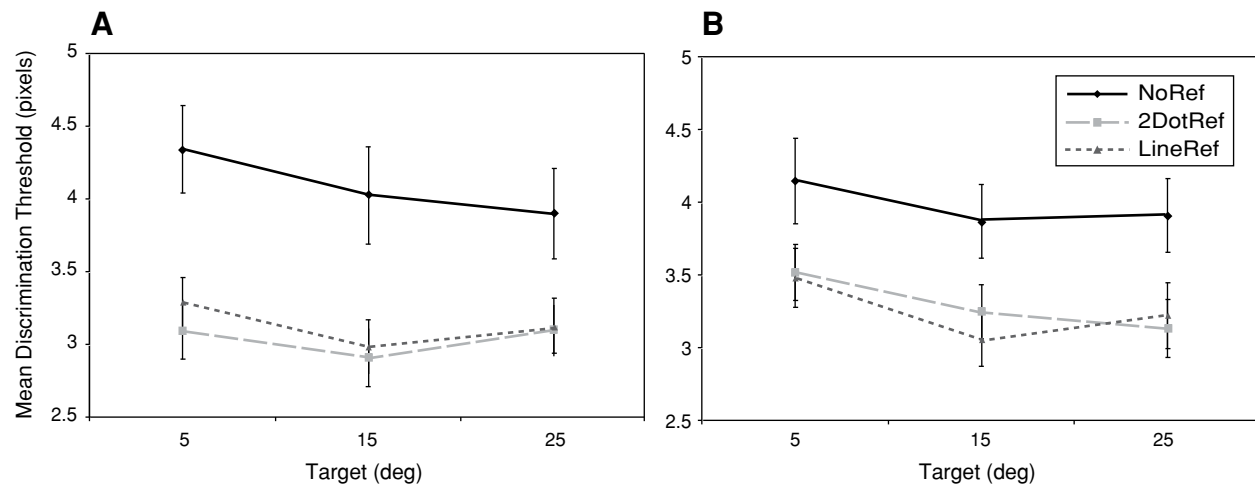 A
B
Mean Discrimination Threshold (pixels)
5
4.5
4
3.5
3
2.5
5
15
25
Target (deg)
5
4.5
4
3.5
3
2.5
5
15
25
Target (deg)
NoRef
2DotRef
LineRef